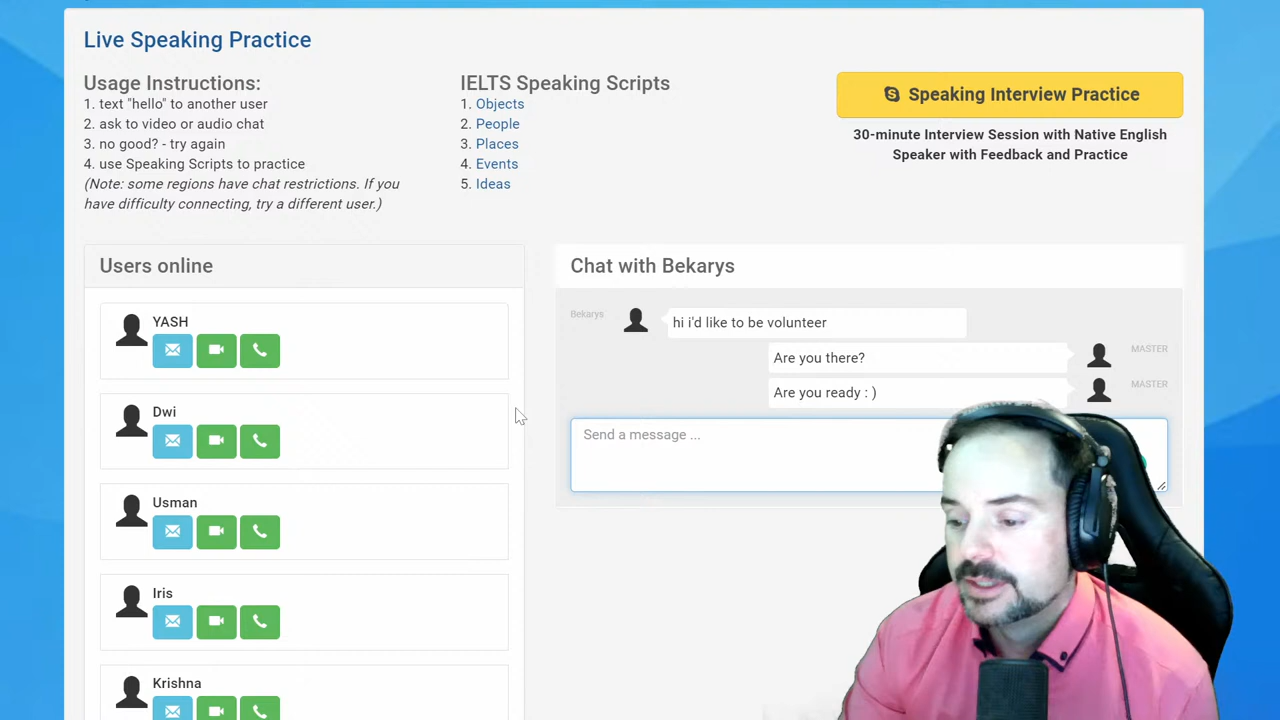 Live Speaking Practice
Usage Instructions:
1. text "hello" to another user
2. ask to video or audio chat
3. no good? - try again
4. use Speaking Scripts to practice
(Note: some regions have chat restrictions. If you
have difficulty connecting, try a different user.)
IELTS Speaking Scripts
1. Objects
2. People
3. Places
4. Events
5. Ideas
Speaking Interview Practice
30-minute Interview Session with Native English
Speaker with Feedback and Practice
Users online
YASH
Dwi
Usman
Iris
Krishna
Chat with Bekarys
Bekarys
hi i'd like to be volunteer
Are you there?
MASTER
Are you ready : )
MASTER
Send a message ...